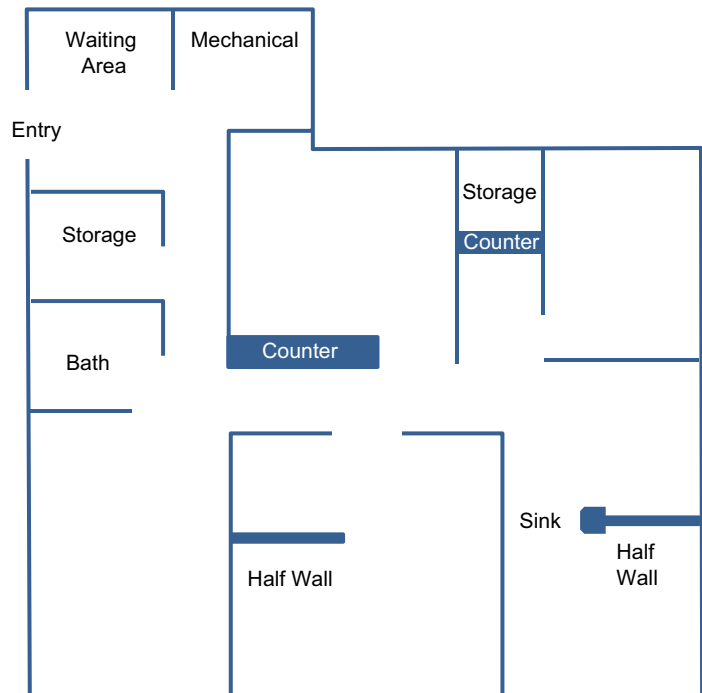 Waiting
Area
Mechanical
Entry
Storage
Counter
Storage
Counter
Bath
Sink
Half
Wall
Half Wall